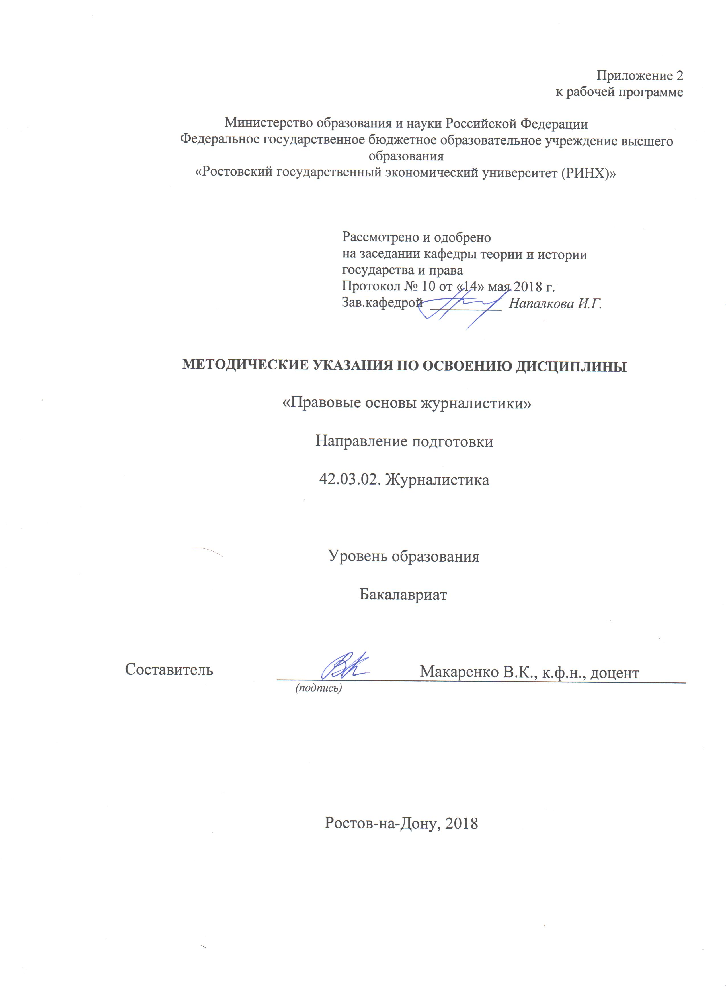 Приложение 2
к рабочей программе
Министерство образования и науки Российской Федерации
Федеральное государственное бюджетное образовательное учреждение высшего
образования
«Ростовский государственный экономический университет (РИНХ)»
Рассмотрено и одобрено
на заседании кафедры теории и истории
государства и права
Протокол № 10 от «14» мая 2018 г.
Зав.кафедрой __________ Напалкова И.Г.
МЕТОДИЧЕСКИЕ УКАЗАНИЯ ПО ОСВОЕНИЮ ДИСЦИПЛИНЫ
«Правовые основы журналистики»
Направление подготовки
42.03.02. Журналистика
Уровень образования
Бакалавриат
Составитель Макаренко В.К., к.ф.н., доцент
(подпись)
Ростов-на-Дону, 2018